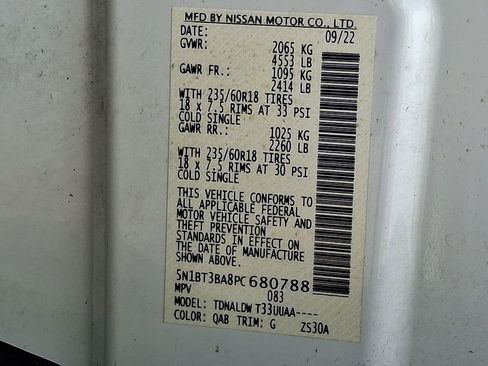 MFD BY NISSAN MOTOR CO., LTD.
DATE: 09/22
GVWR: 2065 KG
4553 LB
GAWR FR.: 1095 KG
2414 LB
WITH 235/60R18 TIRES
18 x 7.5 RIMS AT 33 PSI
COLD SINGLE
GAWR RR.: 1025 KG
2260 LB
WITH 235/60R18 TIRES
18 x 7.5 RIMS AT 30 PSI
COLD SINGLE
THIS VEHICLE CONFORMS TO
ALL APPLICABLE FEDERAL
MOTOR VEHICLE SAFETY AND
THEFT PREVENTION
STANDARDS IN EFFECT ON
THE DATE OF MANUFACTURE
SHOWN ABOVE.
5N1BT3BA8PC680788
MPV 083
MODEL: TDNALDW T33UUAA----
COLOR: QAB TRIM: G ZS30A